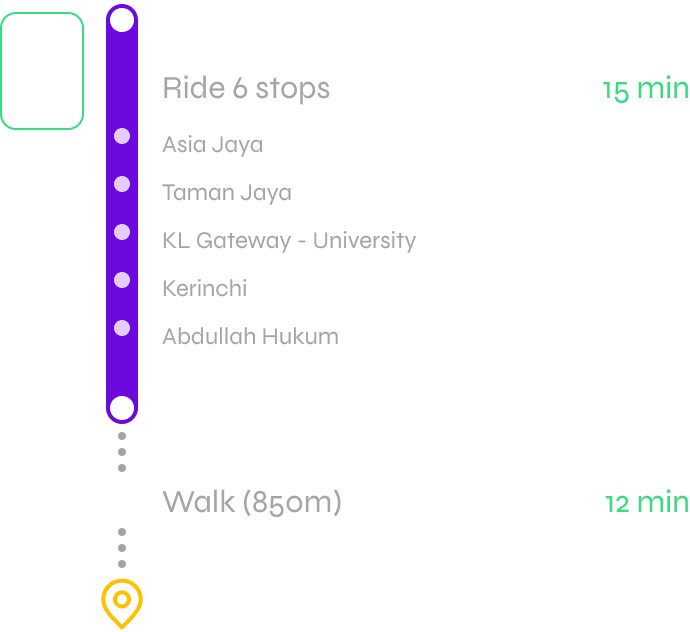 Ride 6 stops
15 min
Asia Jaya
Taman Jaya
KL Gateway - University
Kerinchi
Abdullah Hukum
Walk (850m)
12 min